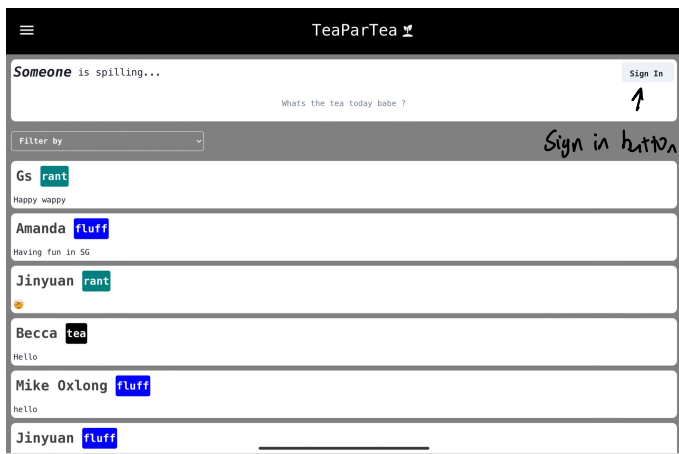 TeaParTea
Someone is spilling...
Sign In
Whats the tea today babe ?
Filter by
Sign in button
Gs rant
Happy wappy
Amanda fluff
Having fun in SG
Jinyuan rant
🤯
Becca tea
Hello
Mike Oxlong fluff
hello
Jinyuan fluff